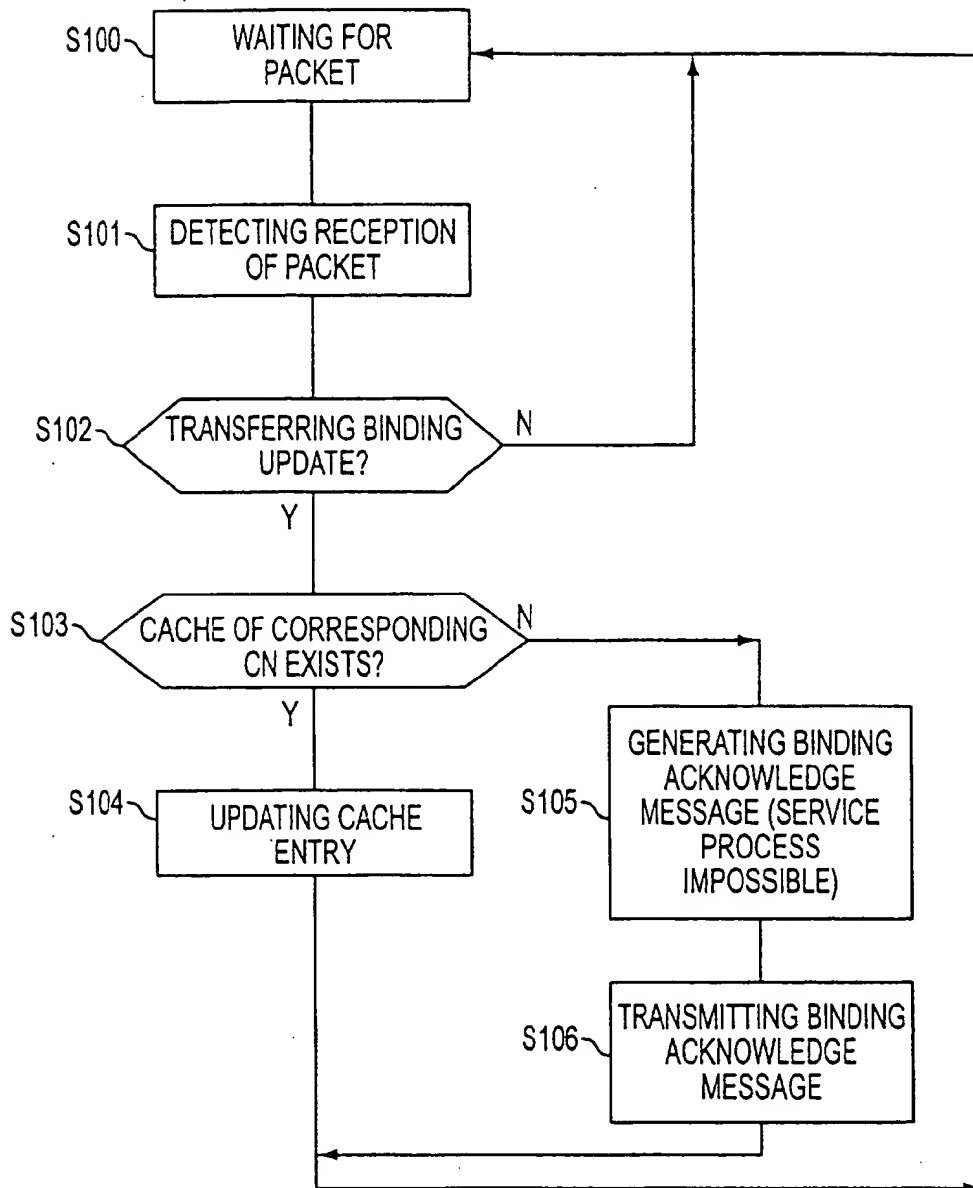 S100
WAITING FOR
PACKET
S101
DETECTING RECEPTION
OF PACKET
S102
TRANSFERRING BINDING
UPDATE?
N
Y
S103
CACHE OF CORRESPONDING
CN EXISTS?
N
Y
S104
UPDATING CACHE
ENTRY
S105
GENERATING BINDING
ACKNOWLEDGE
MESSAGE (SERVICE
PROCESS
IMPOSSIBLE)
S106
TRANSMITTING BINDING
ACKNOWLEDGE
MESSAGE